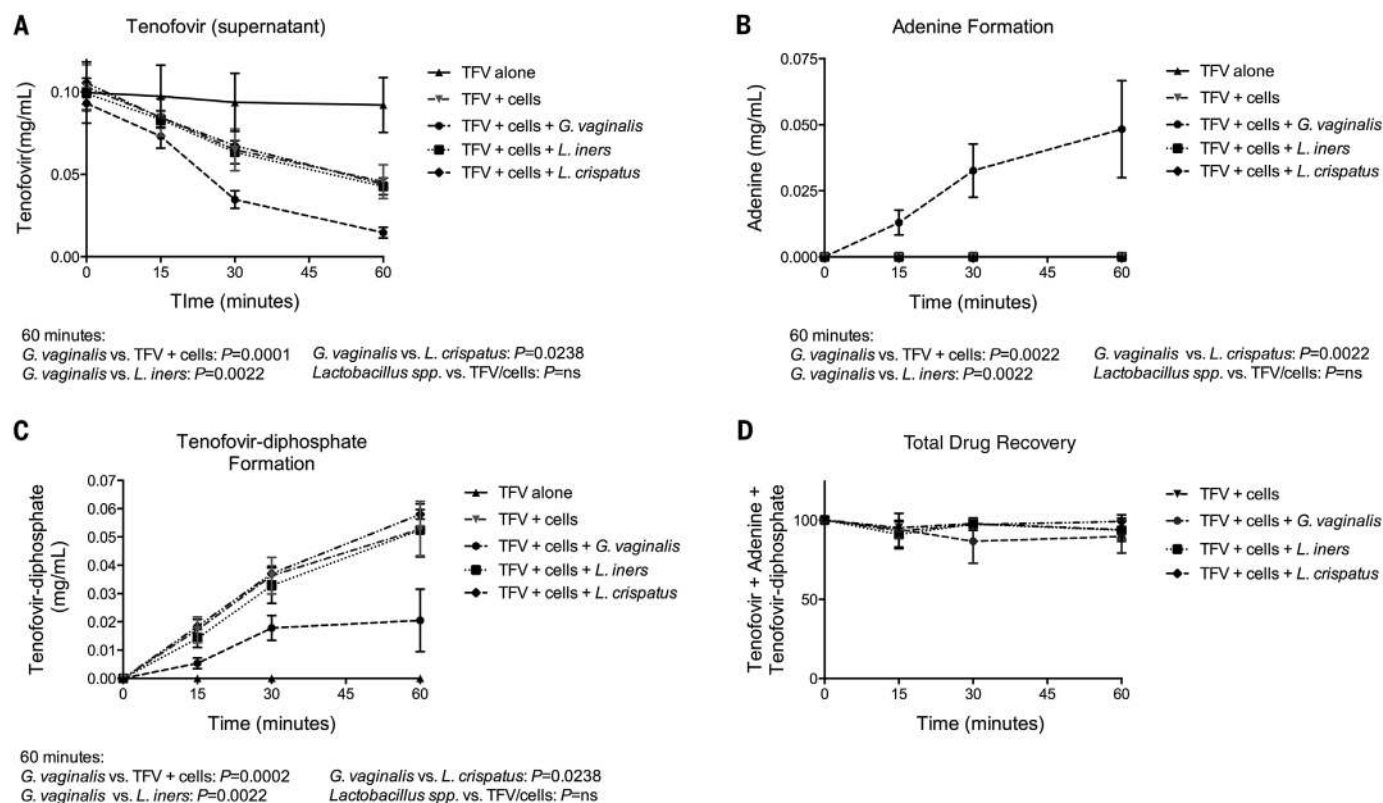 A
Tenofovir (supernatant)
Tenofovir(mg/mL)
0.10
0.05
0.00
0
15
30
45
60
TIme (minutes)
TFV alone
TFV + cells
TFV + cells + G. vaginalis
TFV + cells + L. iners
TFV + cells + L. crispatus
60 minutes:
G. vaginalis vs. TFV + cells: P=0.0001
G. vaginalis vs. L. iners: P=0.0022
G. vaginalis vs. L. crispatus: P=0.0238
Lactobacillus spp. vs. TFV/cells: P=ns
B
Adenine Formation
Adenine (mg/mL)
0.075
0.050
0.025
0.000
0
15
30
45
60
Time (minutes)
TFV alone
TFV + cells
TFV + cells + G. vaginalis
TFV + cells + L. iners
TFV + cells + L. crispatus
60 minutes:
G. vaginalis vs. TFV + cells: P=0.0022
G. vaginalis vs. L. iners: P=0.0022
G. vaginalis vs. L. crispatus: P=0.0022
Lactobacillus spp. vs. TFV/cells: P=ns
C
Tenofovir-diphosphate
Formation
Tenofovir-diphosphate
(mg/mL)
0.07
0.06
0.05
0.04
0.03
0.02
0.01
0.00
0
15
30
45
60
Time (minutes)
TFV alone
TFV + cells
TFV + cells + G. vaginalis
TFV + cells + L. iners
TFV + cells + L. crispatus
60 minutes:
G. vaginalis vs. TFV + cells: P=0.0002
G. vaginalis vs. L. iners: P=0.0022
G. vaginalis vs. L. crispatus: P=0.0238
Lactobacillus spp. vs. TFV/cells: P=ns
D
Total Drug Recovery
Tenofovir + Adenine +
Tenofovir-diphosphate
100
50
0
0
15
30
45
60
Time (minutes)
TFV + cells
TFV + cells + G. vaginalis
TFV + cells + L. iners
TFV + cells + L. crispatus